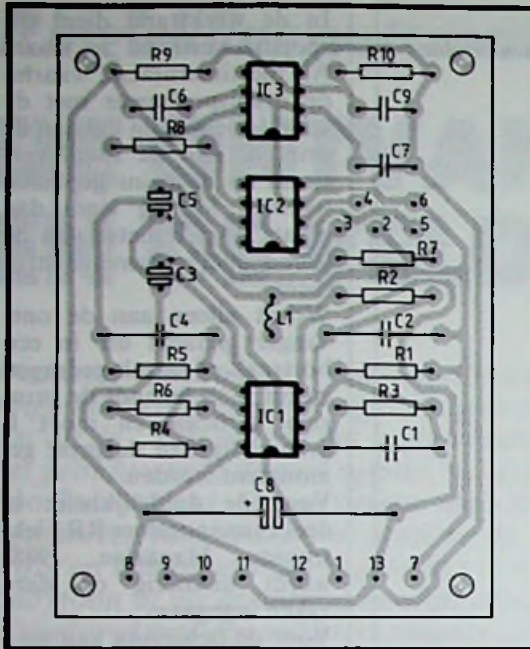 R9 R10
IC3
C6 C9
R8
C7
C5 IC2 4 6
+ 3 2 5
+ R7
C3 R2
L1
C4 C2
R5 R1
R6 R3
IC1
R4 C1
C8
+
8 9 10 11 12 1 13 7